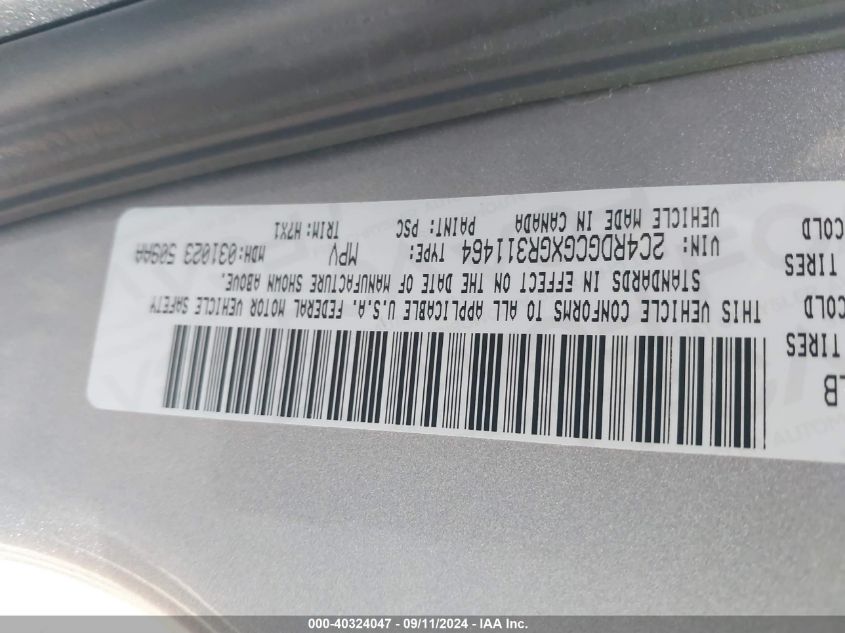 LB
TIRES
COLD
TIRES
COLD
THIS VEHICLE CONFORMS TO ALL APPLICABLE U.S.A. FEDERAL MOTOR VEHICLE SAFETY
STANDARDS IN EFFECT ON THE DATE OF MANUFACTURE SHOWN ABOVE.
VIN: 2C4RDGCGXGR311464 TYPE: MPV MDH:031023 509AA
VEHICLE MADE IN CANADA PAINT: PSC TRIM: H7X1
000-40324047 - 09/11/2024 - IAA Inc.